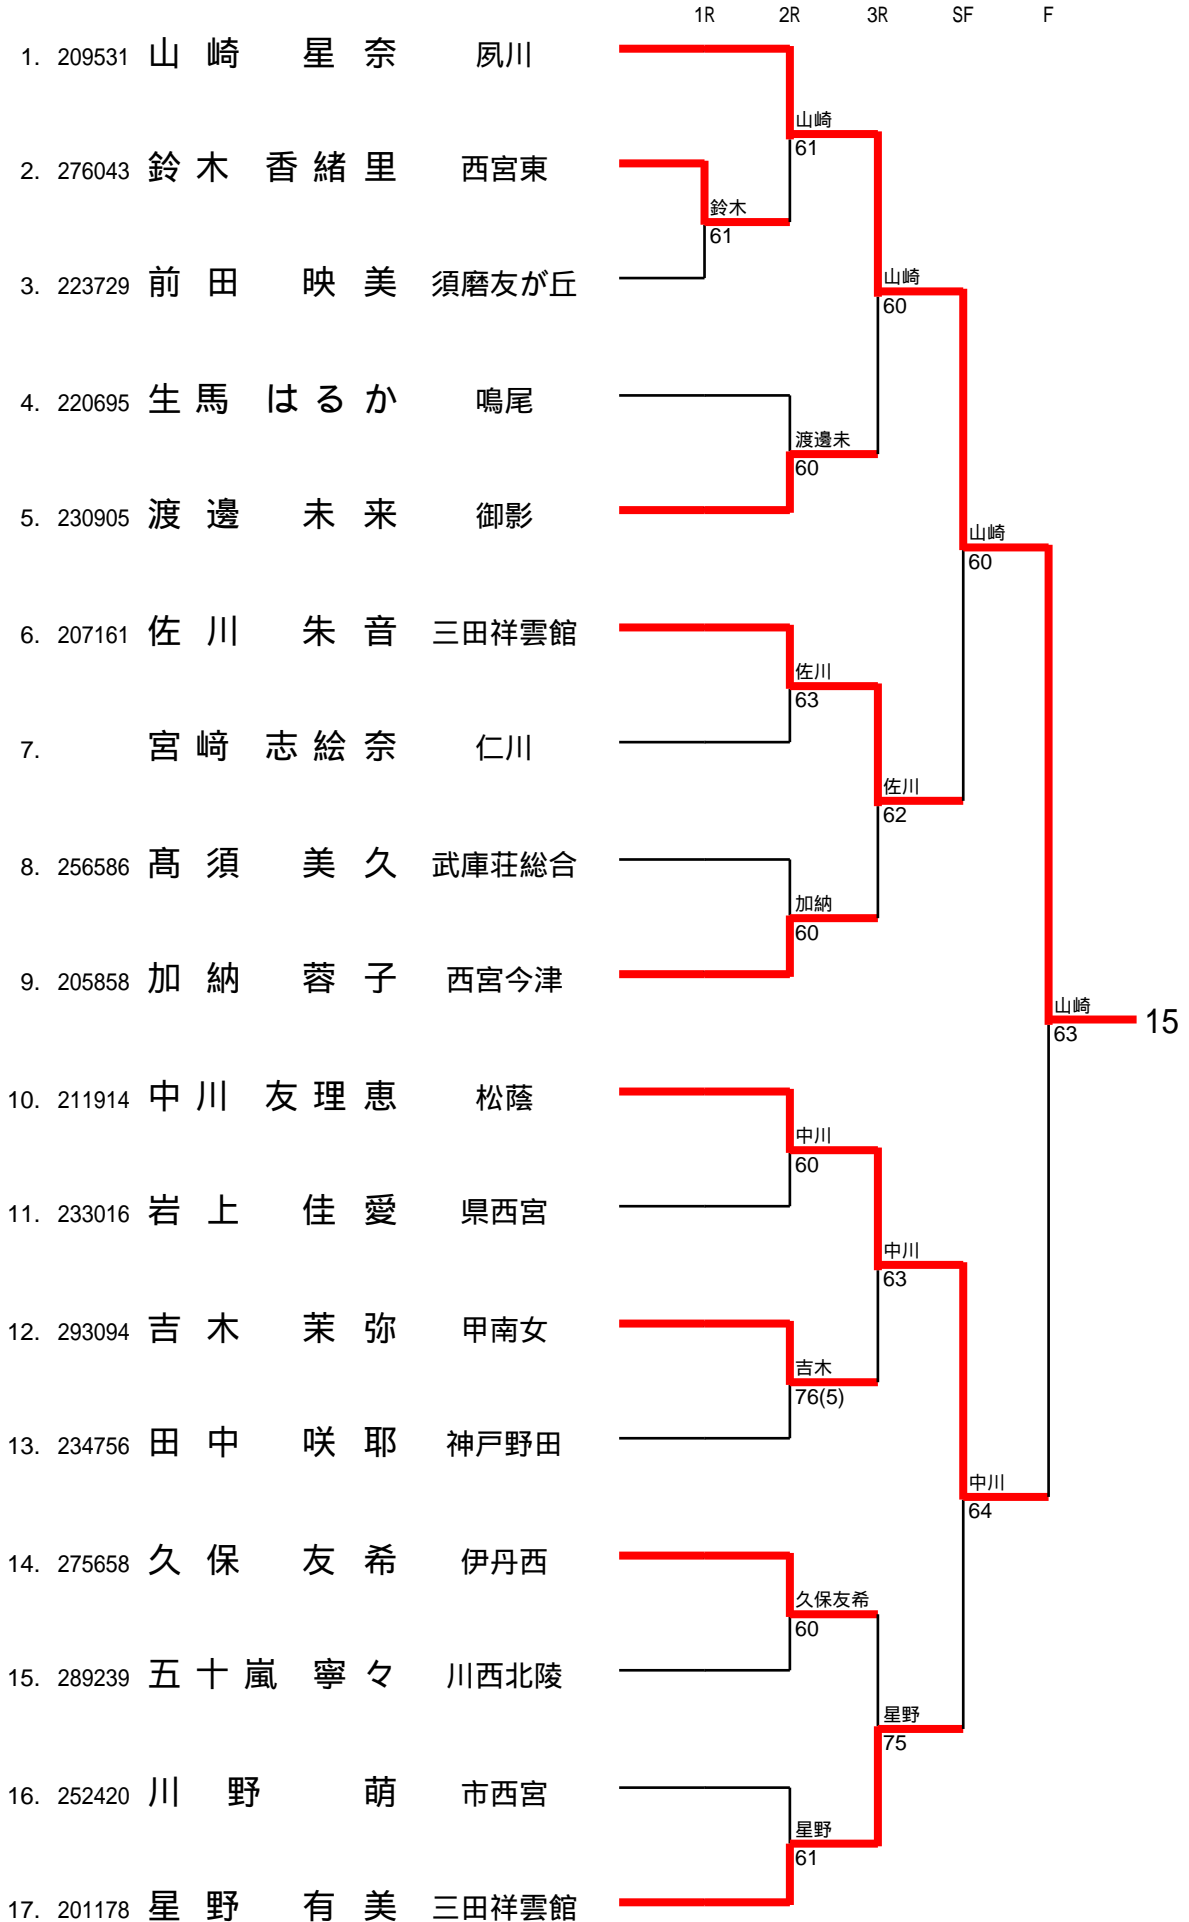 1R 2R 3R SF F
1. 209531 山崎 星奈 夙川
山崎
61
2. 276043 鈴木 香緒里 西宮東
鈴木
61
3. 223729 前田 映美 須磨友が丘
山崎
60
4. 220695 生馬 はるか 鳴尾
渡邊未
60
5. 230905 渡邊 未来 御影
山崎
60
6. 207161 佐川 朱音 三田祥雲館
佐川
63
7. 宮﨑 志絵奈 仁川
佐川
62
8. 256586 髙須 美久 武庫荘総合
加納
60
9. 205858 加納 蓉子 西宮今津
山崎
63
15
10. 211914 中川 友理恵 松蔭
中川
60
11. 233016 岩上 佳愛 県西宮
中川
63
12. 293094 吉木 茉弥 甲南女
吉木
76(5)
13. 234756 田中 咲耶 神戸野田
中川
64
14. 275658 久保 友希 伊丹西
久保友希
60
15. 289239 五十嵐 寧々 川西北陵
星野
75
16. 252420 川野 萌 市西宮
星野
61
17. 201178 星野 有美 三田祥雲館